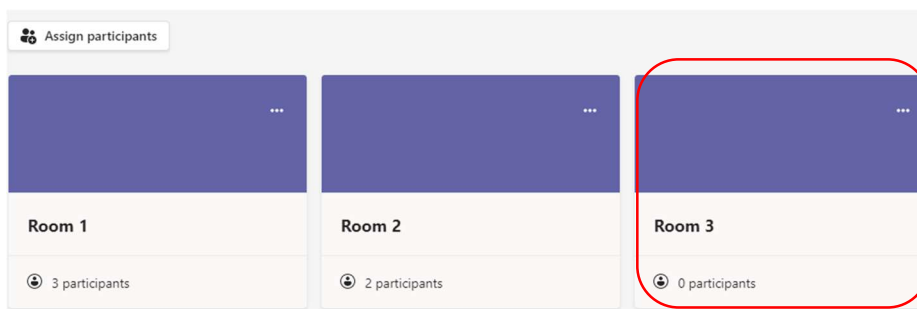 Assign participants
Room 1
Room 2
Room 3
3 participants
2 participants
0 participants